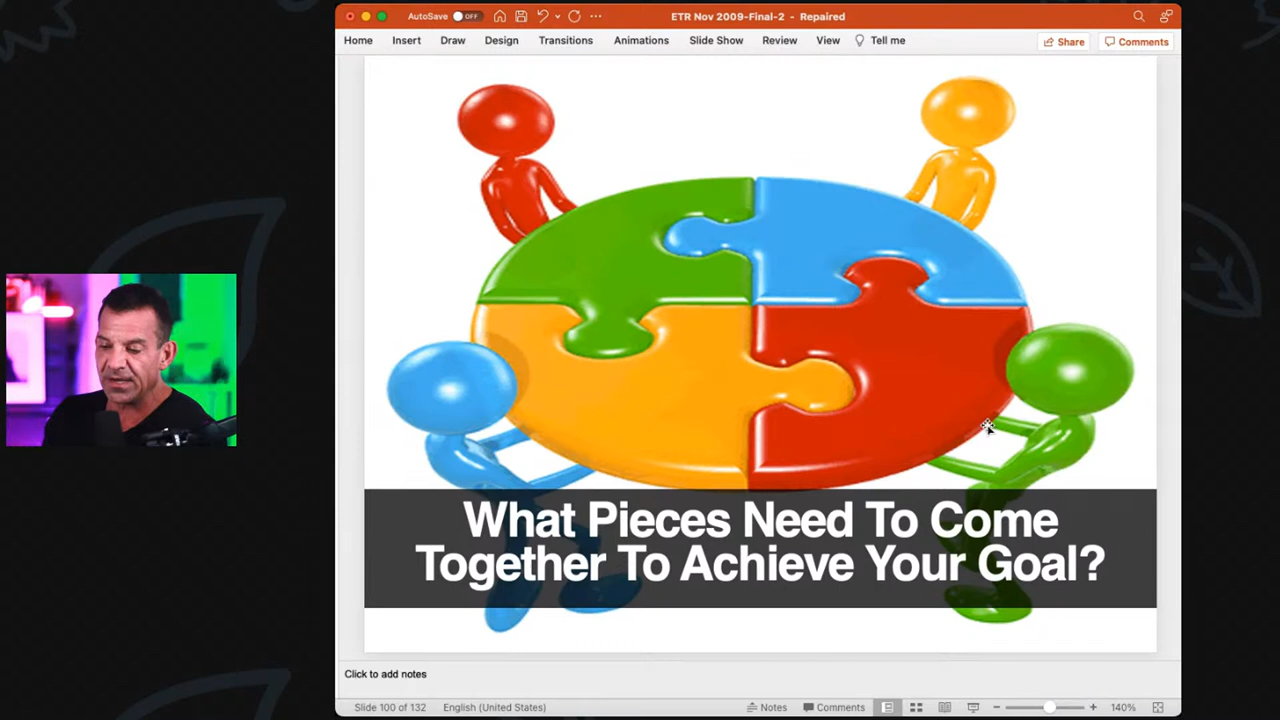 AutoSave OFF
ETR Nov 2009-Final-2 - Repaired
Home Insert Draw Design Transitions Animations Slide Show Review View Tell me
Share Comments
What Pieces Need To Come
Together To Achieve Your Goal?
Click to add notes
Slide 100 of 132 English (United States) Notes Comments 140%